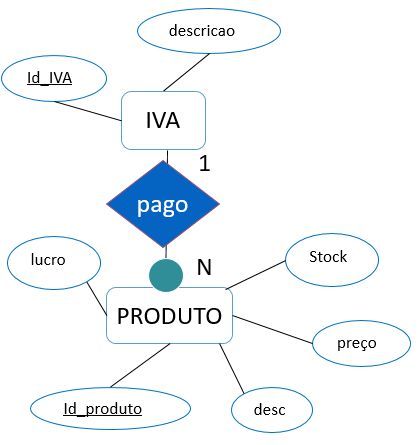 descricao
Id_IVA
IVA
1
pago
N
lucro
Stock
PRODUTO
preço
Id_produto
desc